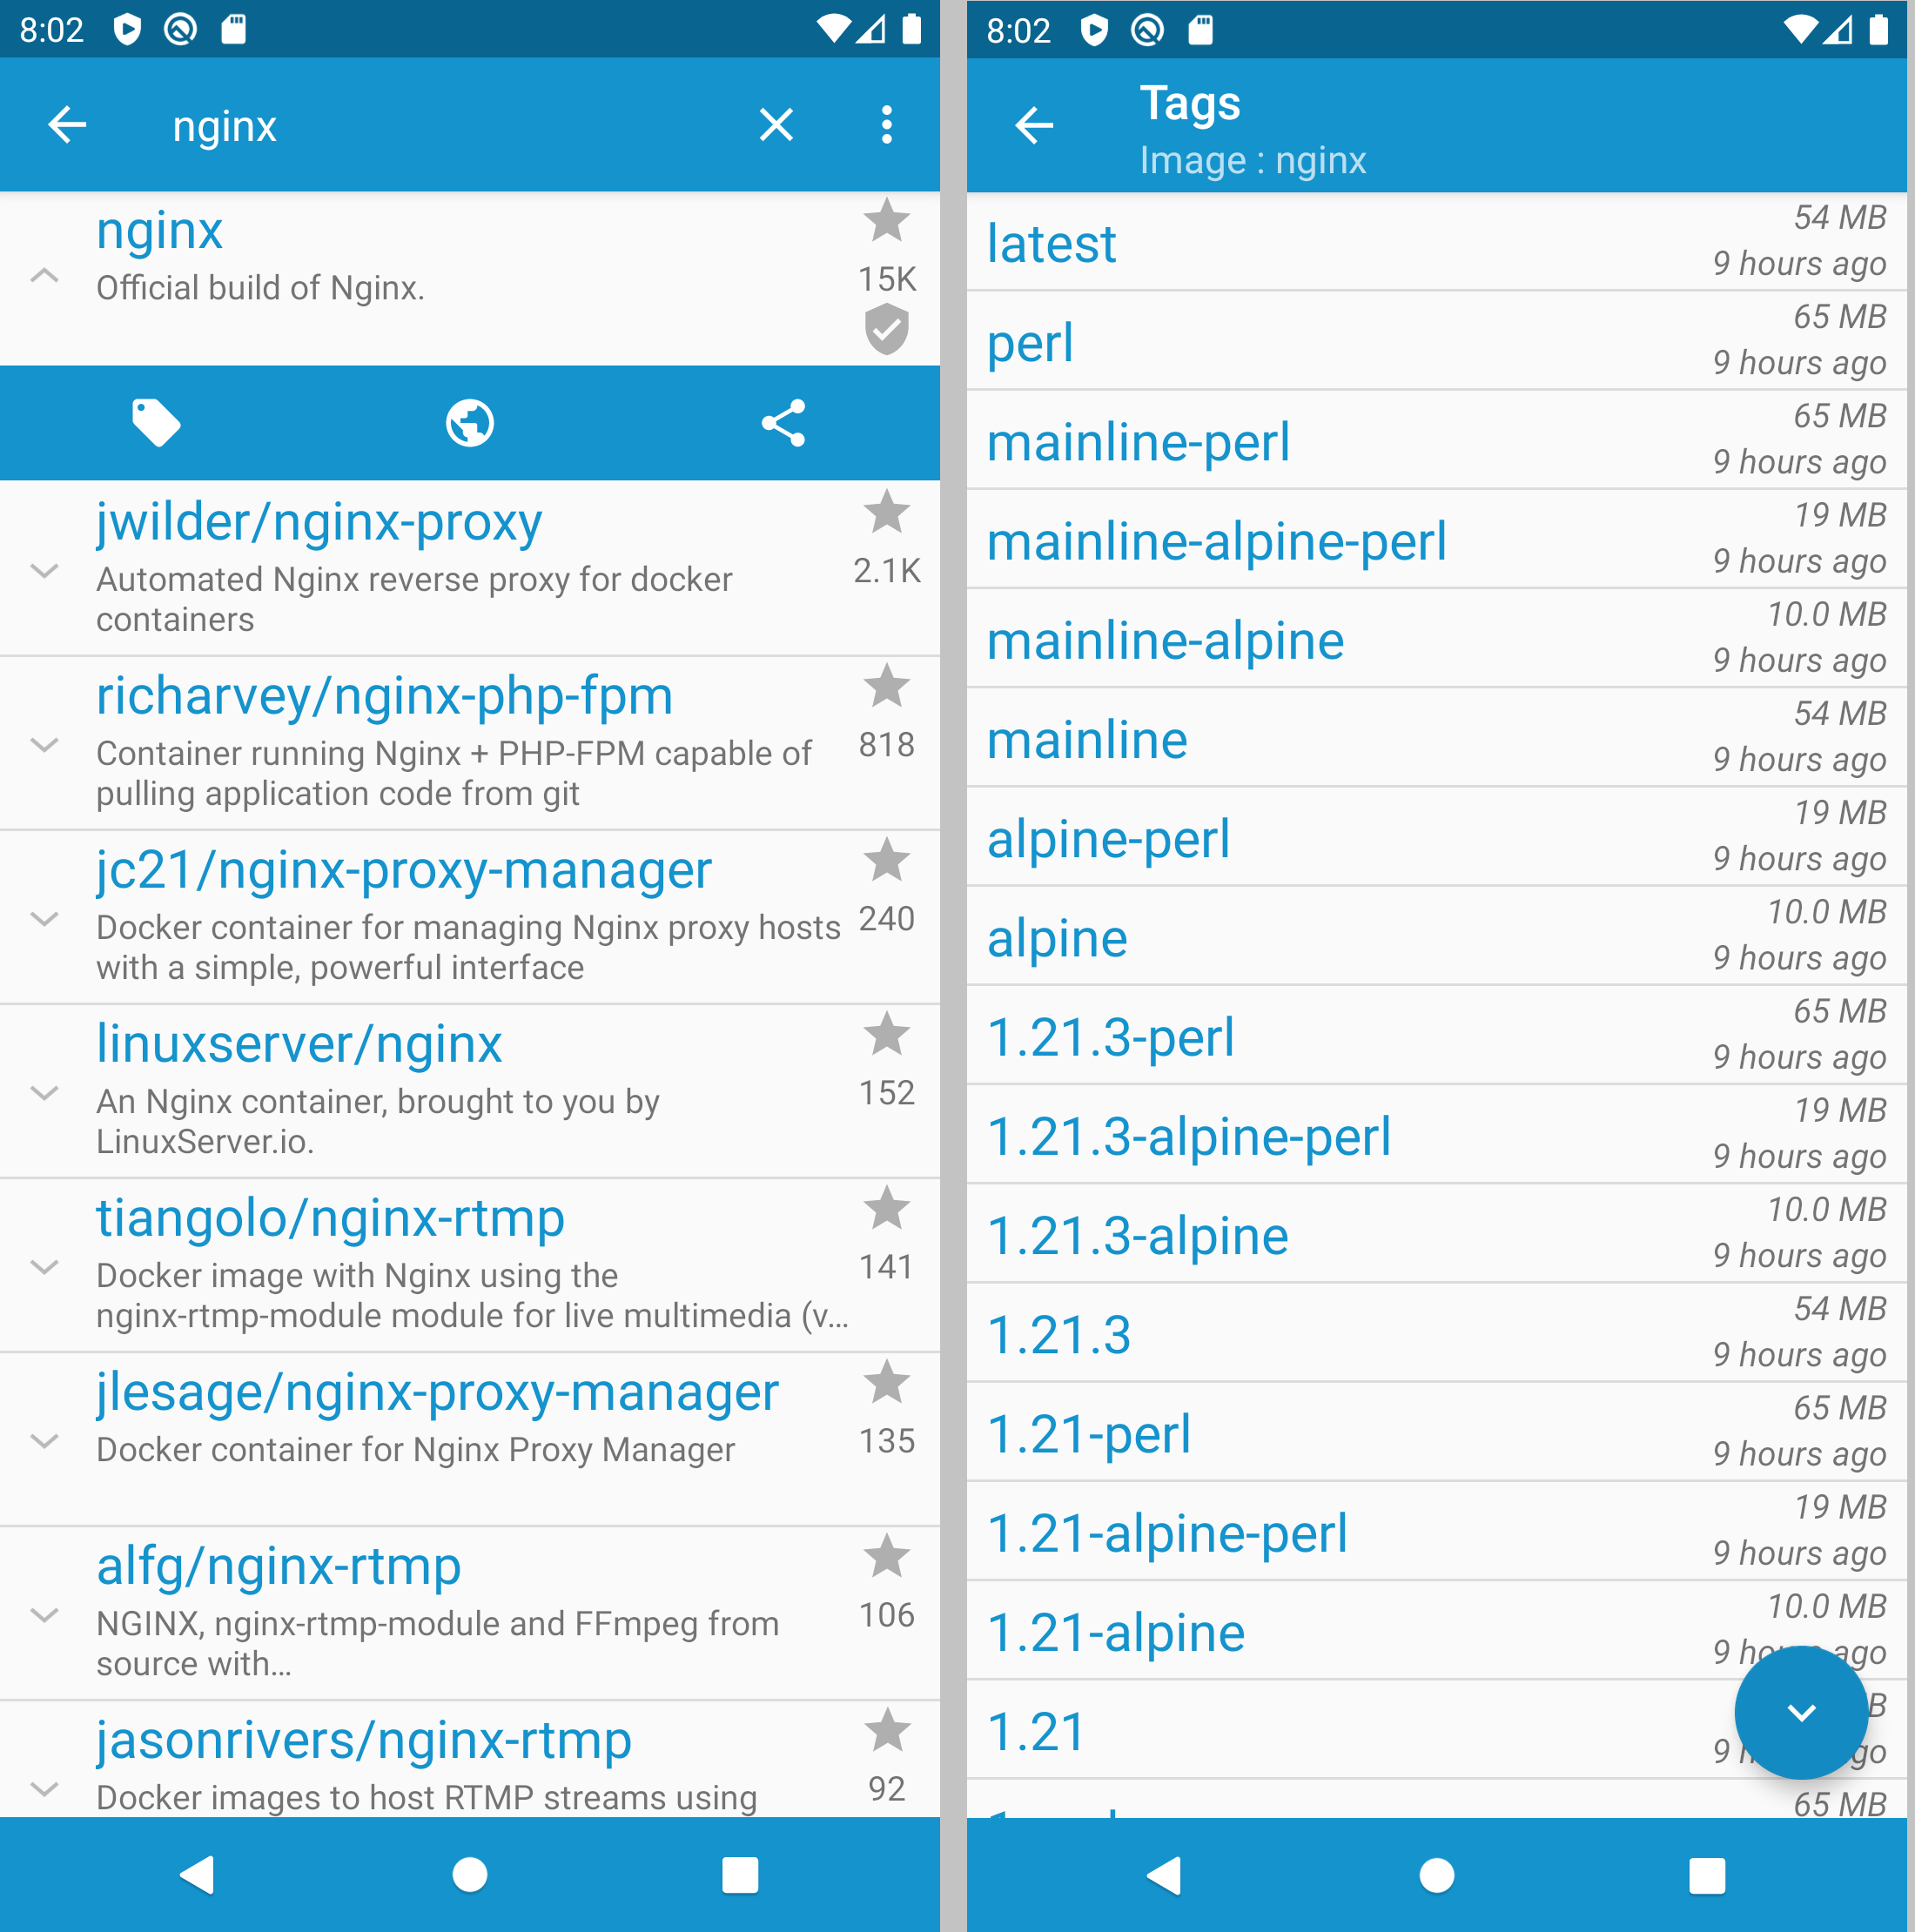 8:02
nginx
nginx
Official build of Nginx.
15K
jwilder/nginx-proxy
Automated Nginx reverse proxy for docker
containers
2.1K
richarvey/nginx-php-fpm
Container running Nginx + PHP-FPM capable of
pulling application code from git
818
jc21/nginx-proxy-manager
Docker container for managing Nginx proxy hosts
with a simple, powerful interface
240
linuxserver/nginx
An Nginx container, brought to you by
LinuxServer.io.
152
tiangolo/nginx-rtmp
Docker image with Nginx using the
nginx-rtmp-module module for live multimedia (v…
141
jlesage/nginx-proxy-manager
Docker container for Nginx Proxy Manager
135
alfg/nginx-rtmp
NGINX, nginx-rtmp-module and FFmpeg from
source with…
106
jasonrivers/nginx-rtmp
Docker images to host RTMP streams using
92
8:02
Tags
Image : nginx
latest
54 MB
9 hours ago
perl
65 MB
9 hours ago
mainline-perl
65 MB
9 hours ago
mainline-alpine-perl
19 MB
9 hours ago
mainline-alpine
10.0 MB
9 hours ago
mainline
54 MB
9 hours ago
alpine-perl
19 MB
9 hours ago
alpine
10.0 MB
9 hours ago
1.21.3-perl
65 MB
9 hours ago
1.21.3-alpine-perl
19 MB
9 hours ago
1.21.3-alpine
10.0 MB
9 hours ago
1.21.3
54 MB
9 hours ago
1.21-perl
65 MB
9 hours ago
1.21-alpine-perl
19 MB
9 hours ago
1.21-alpine
10.0 MB
9 hours ago
1.21
9
65 MB